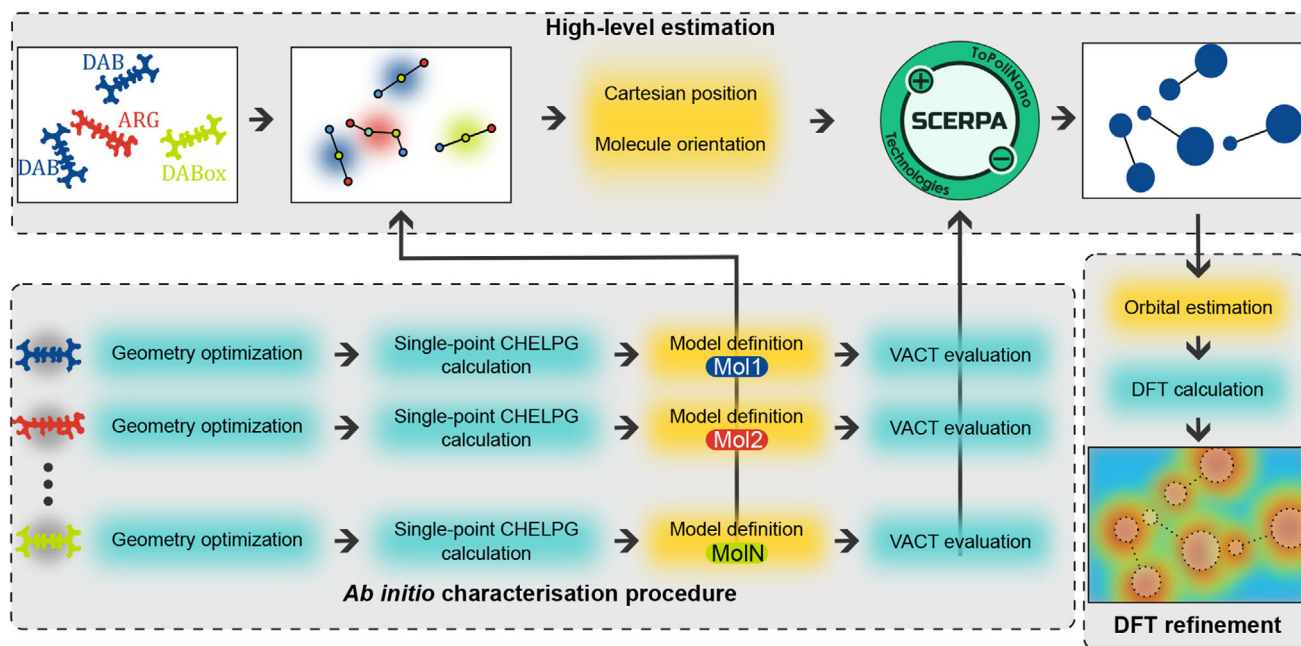 High-level estimation
DAB
ARG
DAB
DABox
Cartesian position
Molecule orientation
ToPoliNano
SCERPA
Technologies
Geometry optimization
Single-point CHELPG
calculation
Model definition
Mol1
VACT evaluation
Geometry optimization
Single-point CHELPG
calculation
Model definition
Mol2
VACT evaluation
Geometry optimization
Single-point CHELPG
calculation
Model definition
MolN
VACT evaluation
Ab initio characterisation procedure
Orbital estimation
DFT calculation
DFT refinement